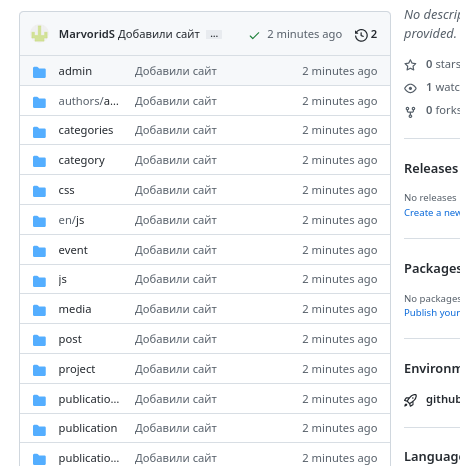 MarvoridS Добавили сайт ... 2 minutes ago 2
admin Добавили сайт 2 minutes ago
authors/a... Добавили сайт 2 minutes ago
categories Добавили сайт 2 minutes ago
category Добавили сайт 2 minutes ago
css Добавили сайт 2 minutes ago
en/js Добавили сайт 2 minutes ago
event Добавили сайт 2 minutes ago
js Добавили сайт 2 minutes ago
media Добавили сайт 2 minutes ago
post Добавили сайт 2 minutes ago
project Добавили сайт 2 minutes ago
publicatio... Добавили сайт 2 minutes ago
publication Добавили сайт 2 minutes ago
publicatio... Добавили сайт 2 minutes ago
No descrip
provided.
0 stars
1 watc
0 forks
Releases
No releases
Create a new
Packages
No packages
Publish your
Environm
github
Language